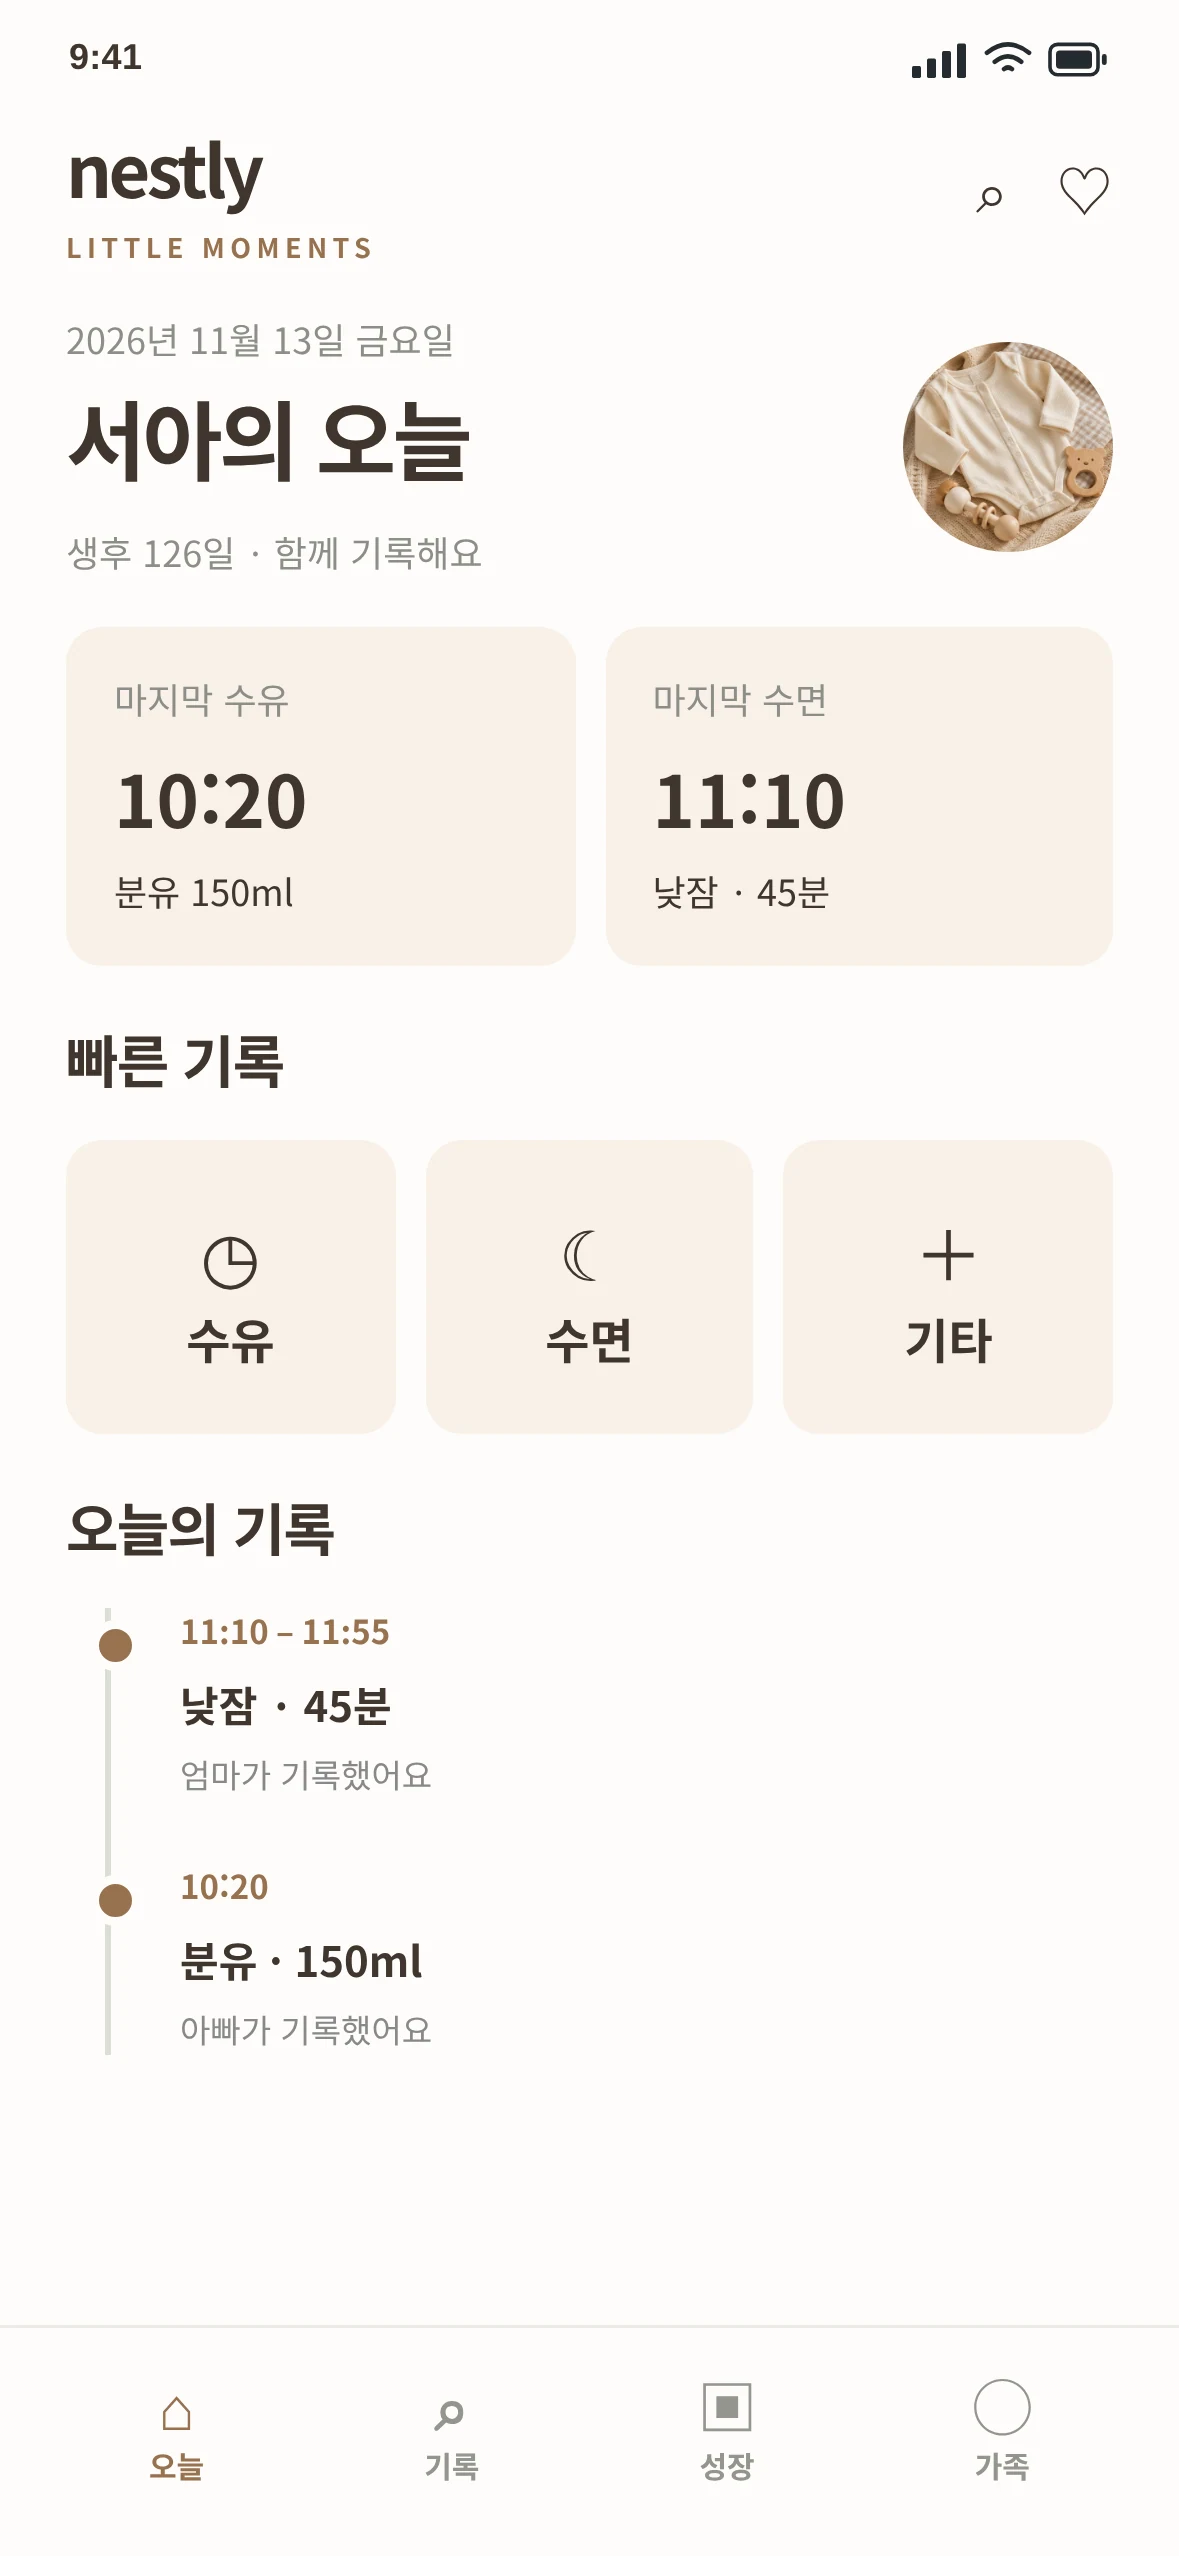 9:41
nestly
LITTLE MOMENTS
2026년 11월 13일 금요일
서아의 오늘
생후 126일 · 함께 기록해요
마지막 수유
10:20
분유 150ml
마지막 수면
11:10
낮잠 · 45분
빠른 기록
수유
수면
기타
오늘의 기록
11:10 – 11:55
낮잠 · 45분
엄마가 기록했어요
10:20
분유 · 150ml
아빠가 기록했어요
오늘
기록
성장
가족